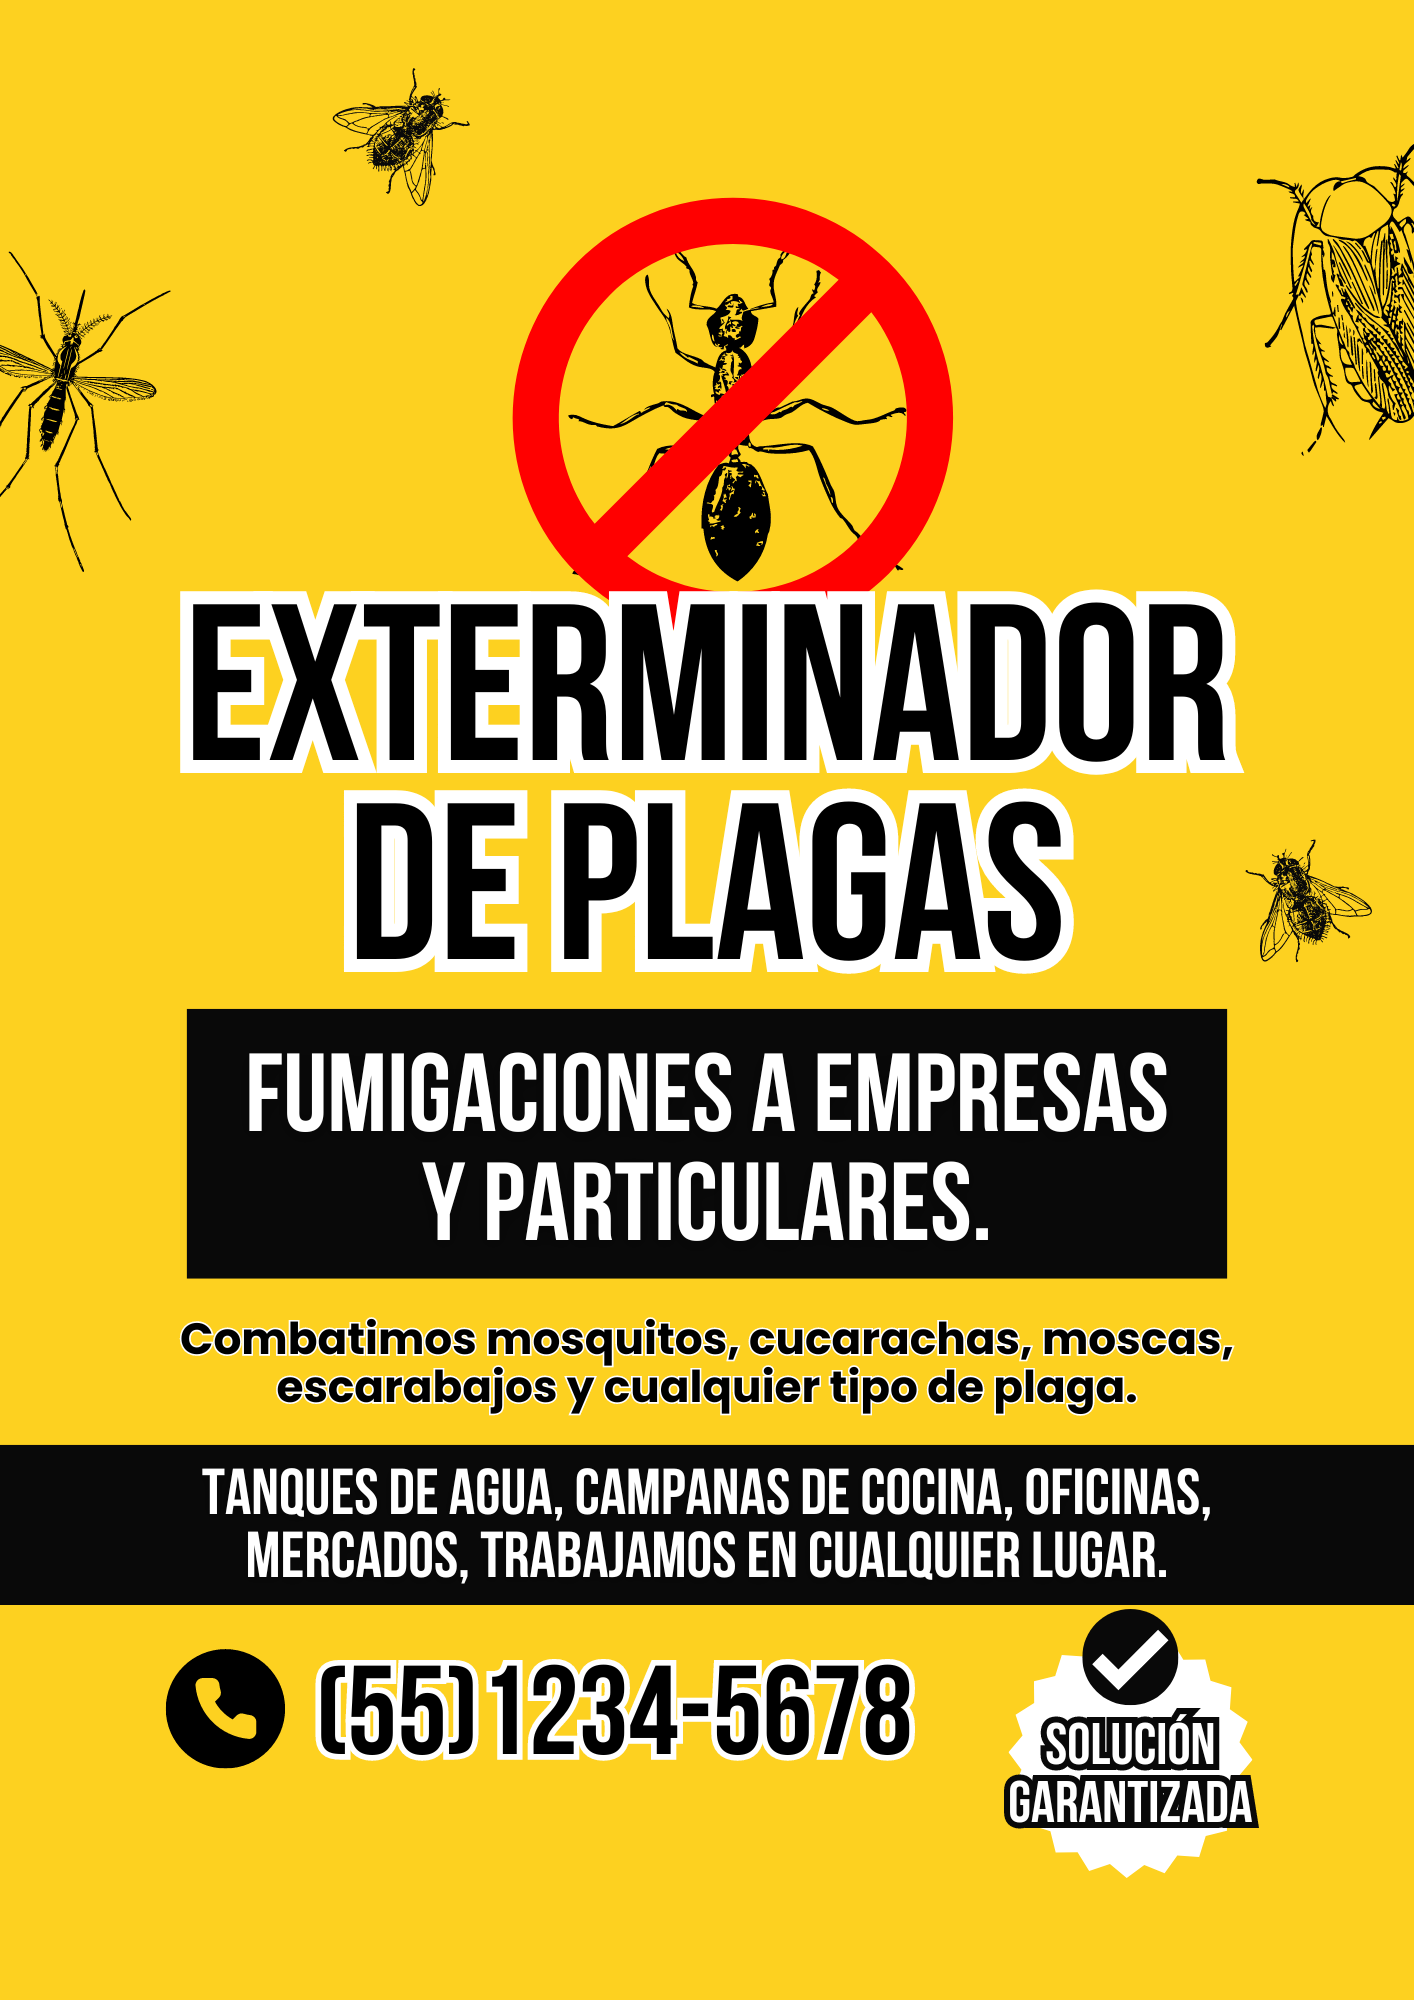 EXTERMINADOR
DE PLAGAS
FUMIGACIONES A EMPRESAS
Y PARTICULARES.
Combatimos mosquitos, cucarachas, moscas,
escarabajos y cualquier tipo de plaga.
TANQUES DE AGUA, CAMPANAS DE COCINA, OFICINAS,
MERCADOS, TRABAJAMOS EN CUALQUIER LUGAR.
(55)1234-5678
SOLUCIÓN
GARANTIZADA